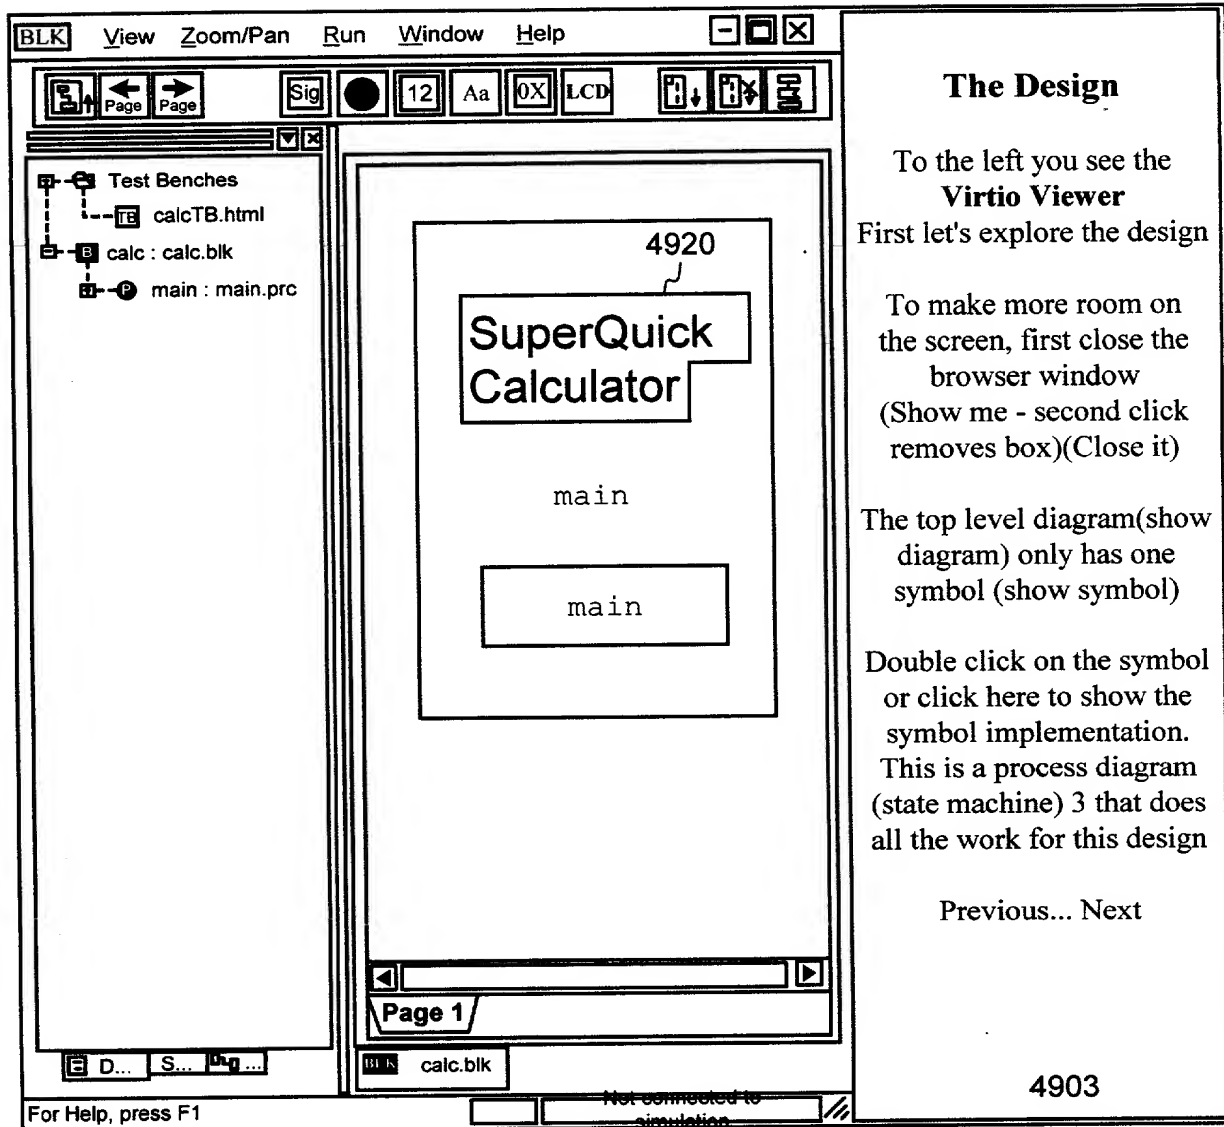 BLK View Zoom/Pan Run Window Help
Page Page Sig 12 Aa 0X LCD
Test Benches
TB calcTB.html
B calc : calc.blk
P main : main.prc
4920
SuperQuick
Calculator
main
main
Page 1
D... S... ...
BLK calc.blk
For Help, press F1
Not connected to
simulation
The Design
To the left you see the
Virtio Viewer
First let's explore the design
To make more room on
the screen, first close the
browser window
(Show me - second click
removes box)(Close it)
The top level diagram(show
diagram) only has one
symbol (show symbol)
Double click on the symbol
or click here to show the
symbol implementation.
This is a process diagram
(state machine) 3 that does
all the work for this design
Previous... Next
4903